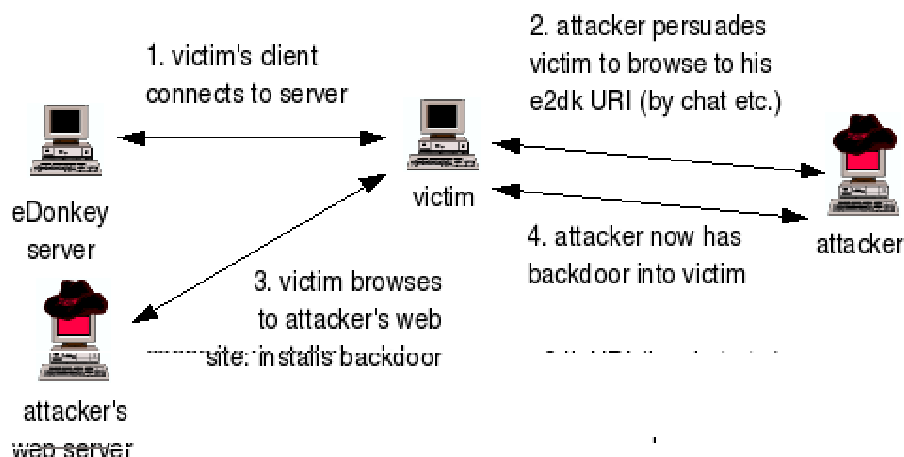 1. victim's client
connects to server
2. attacker persuades
victim to browse to his
e2dk URI (by chat etc.)
eDonkey
server
victim
attacker
3. victim browses
to attacker's web
site: installs backdoor
4. attacker now has
backdoor into victim
attacker's
web server